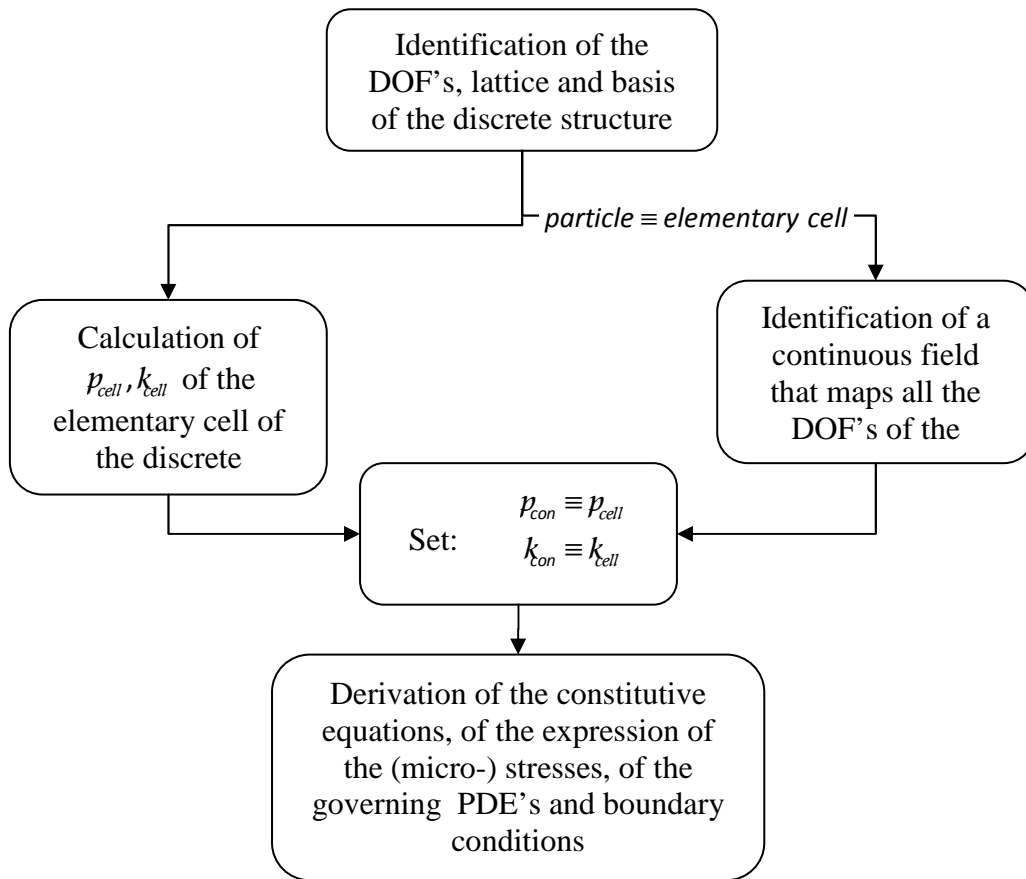 Identification of the
DOF's, lattice and basis
of the discrete structure
particle ≡ elementary cell
Calculation of
p_cell, k_cell of the
elementary cell of
the discrete
Identification of a
continuous field
that maps all the
DOF's of the
Set:
p_con ≡ p_cell
k_con ≡ k_cell
Derivation of the constitutive
equations, of the expression of
the (micro-) stresses, of the
governing PDE's and boundary
conditions